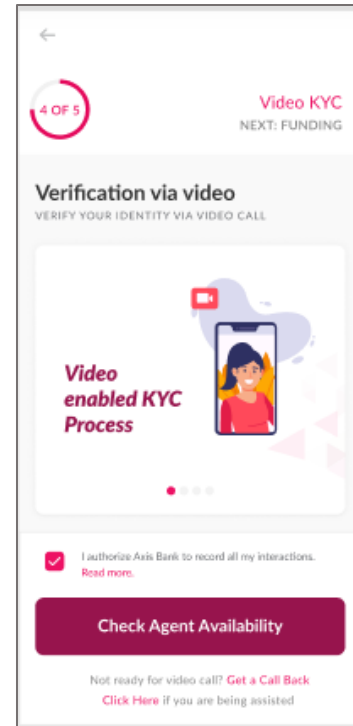 4 OF 5
Video KYC
NEXT: FUNDING
Verification via video
VERIFY YOUR IDENTITY VIA VIDEO CALL
Video
enabled KYC
Process
I authorize Axis Bank to record all my interactions.
Read more.
Check Agent Availability
Not ready for video call? Get a Call Back
Click Here if you are being assisted